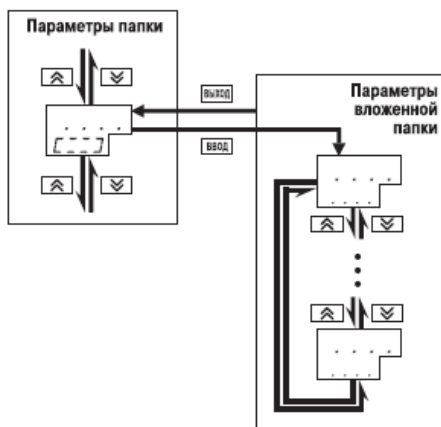 Параметры папки
ВЫХОД
ВВОД
Параметры
вложенной
папки